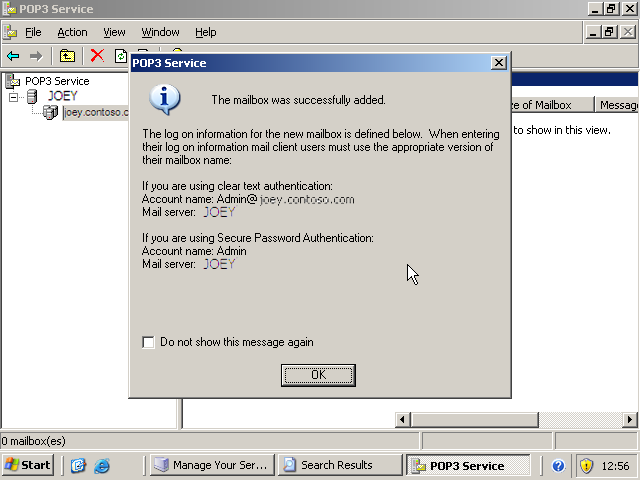 POP3 Service
File Action View Window Help
POP3 Service
JOEY
joey.contoso.c
e of Mailbox
Message
to show in this view.
POP3 Service
The mailbox was successfully added.
The log on information for the new mailbox is defined below. When entering
their log on information mail client users must use the appropriate version of
their mailbox name:
If you are using clear text authentication:
Account name: Admin@joey.contoso.com
Mail server: JOEY
If you are using Secure Password Authentication:
Account name: Admin
Mail server: JOEY
Do not show this message again
OK
0 mailbox(es)
Start
Manage Your Ser...
Search Results
POP3 Service
12:56